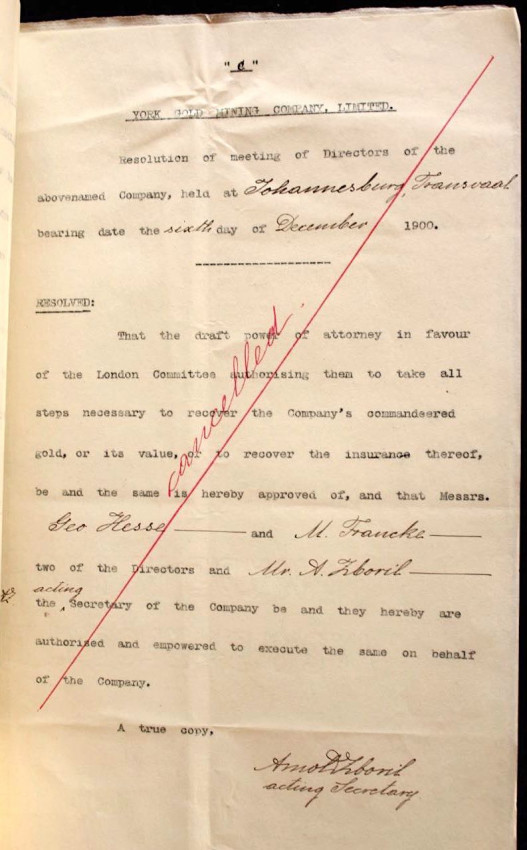 "C"
YORK GOLD MINING COMPANY, LIMITED.
Resolution of meeting of Directors of the
abovenamed Company, held at Johannesburg, Transvaal
bearing date the sixth day of December 1900.
RESOLVED:
That the draft power of attorney in favour
of the London Committee authorising them to take all
steps necessary to recover the Company's commandeered
gold, or its value, or to recover the insurance thereof,
be and the same is hereby approved of, and that Messrs.
Geo Hesse and M. Francke
two of the Directors and Mr. A. Zboril
acting
the Secretary of the Company be and they hereby are
authorised and empowered to execute the same on behalf
of the Company.
A true copy,
Arnold Zboril
acting Secretary
cancelled.